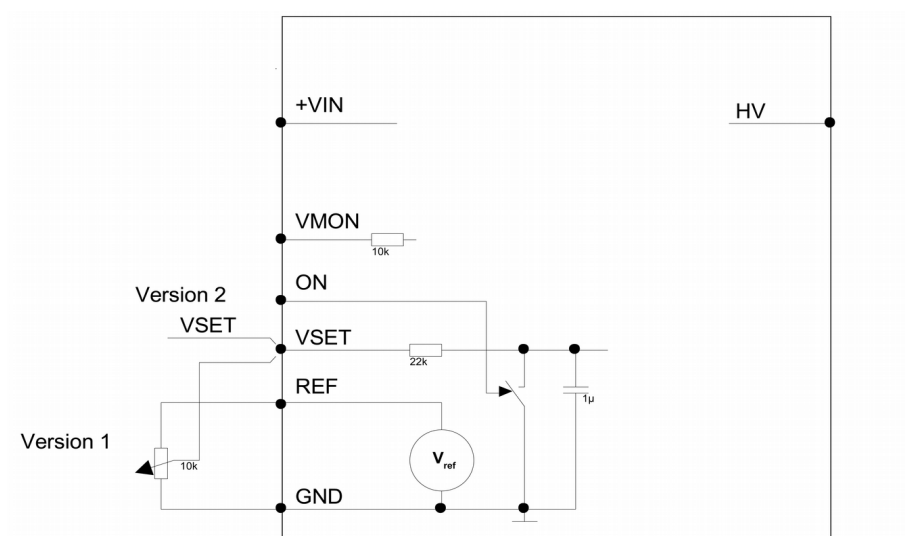 +VIN
HV
VMON
10k
ON
Version 2
VSET
VSET
22k
REF
1µ
Version 1
10k
Vref
GND